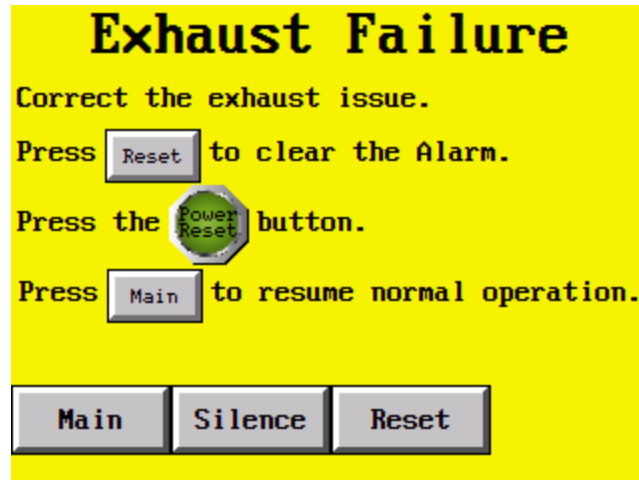 Exhaust Failure
Correct the exhaust issue.
Press Reset to clear the Alarm.
Press the Power Reset button.
Press Main to resume normal operation.
Main Silence Reset